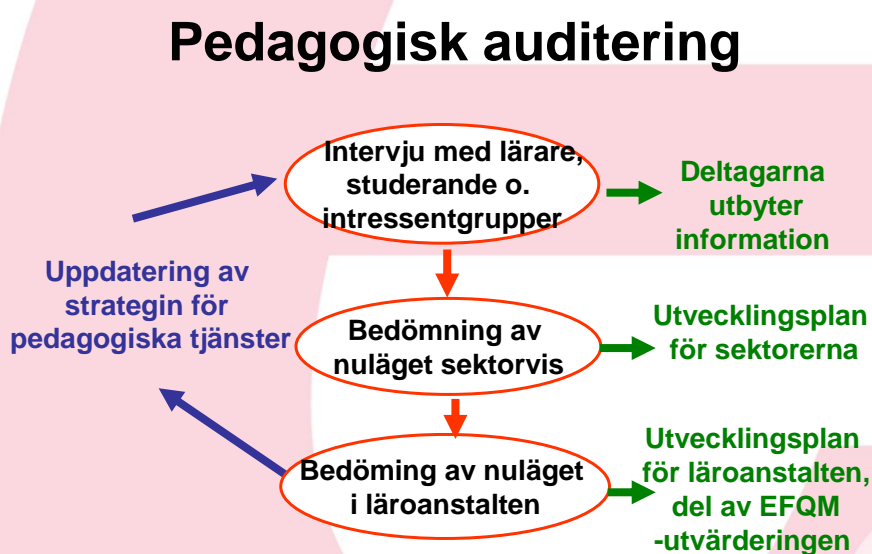 Pedagogisk auditering
Intervju med lärare,
studerande o.
intressentgrupper
Deltagarna
utbyter
information
Uppdatering av
strategin för
pedagogiska tjänster
Bedömning av
nuläget sektorvis
Utvecklingsplan
för sektorerna
Bedöming av nuläget
i läroanstalten
Utvecklingsplan
för läroanstalten,
del av EFQM
-utvärderingen